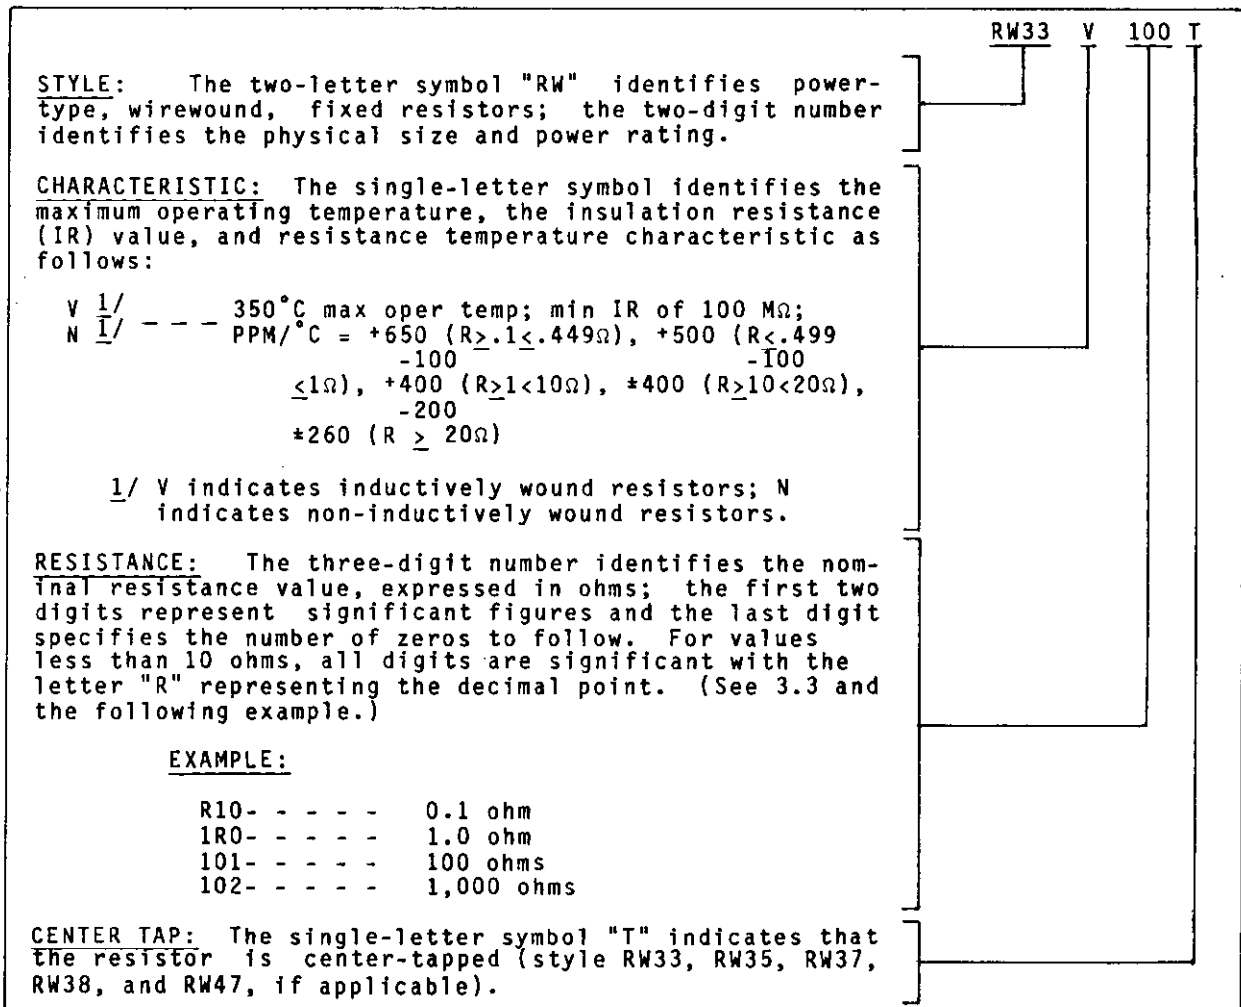 RW33 V 100 T
STYLE: The two-letter symbol "RW" identifies power-
type, wirewound, fixed resistors; the two-digit number
identifies the physical size and power rating.
CHARACTERISTIC: The single-letter symbol identifies the
maximum operating temperature, the insulation resistance
(IR) value, and resistance temperature characteristic as
follows:
V 1/
N 1/ - - - 350°C max oper temp; min IR of 100 MΩ;
PPM/°C = +650 (R≥.1≤.449Ω), +500 (R≤.499
-100 -100
≤1Ω), +400 (R≥1<10Ω), ±400 (R≥10<20Ω),
-200
±260 (R ≥ 20Ω)
1/ V indicates inductively wound resistors; N
indicates non-inductively wound resistors.
RESISTANCE: The three-digit number identifies the nom-
inal resistance value, expressed in ohms; the first two
digits represent significant figures and the last digit
specifies the number of zeros to follow. For values
less than 10 ohms, all digits are significant with the
letter "R" representing the decimal point. (See 3.3 and
the following example.)
EXAMPLE:
R10- - - - - 0.1 ohm
1R0- - - - - 1.0 ohm
101- - - - - 100 ohms
102- - - - - 1,000 ohms
CENTER TAP: The single-letter symbol "T" indicates that
the resistor is center-tapped (style RW33, RW35, RW37,
RW38, and RW47, if applicable).